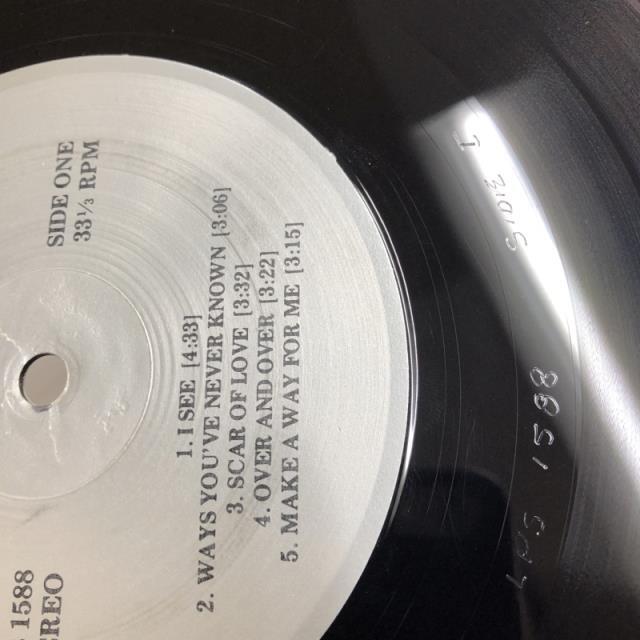 SIDE ONE
33⅓ RPM
1. I SEE [4:33]
2. WAYS YOU'VE NEVER KNOWN [3:06]
3. SCAR OF LOVE [3:32]
4. OVER AND OVER [3:22]
5. MAKE A WAY FOR ME [3:15]
1588
EREO
LPS 1588 SIDE I